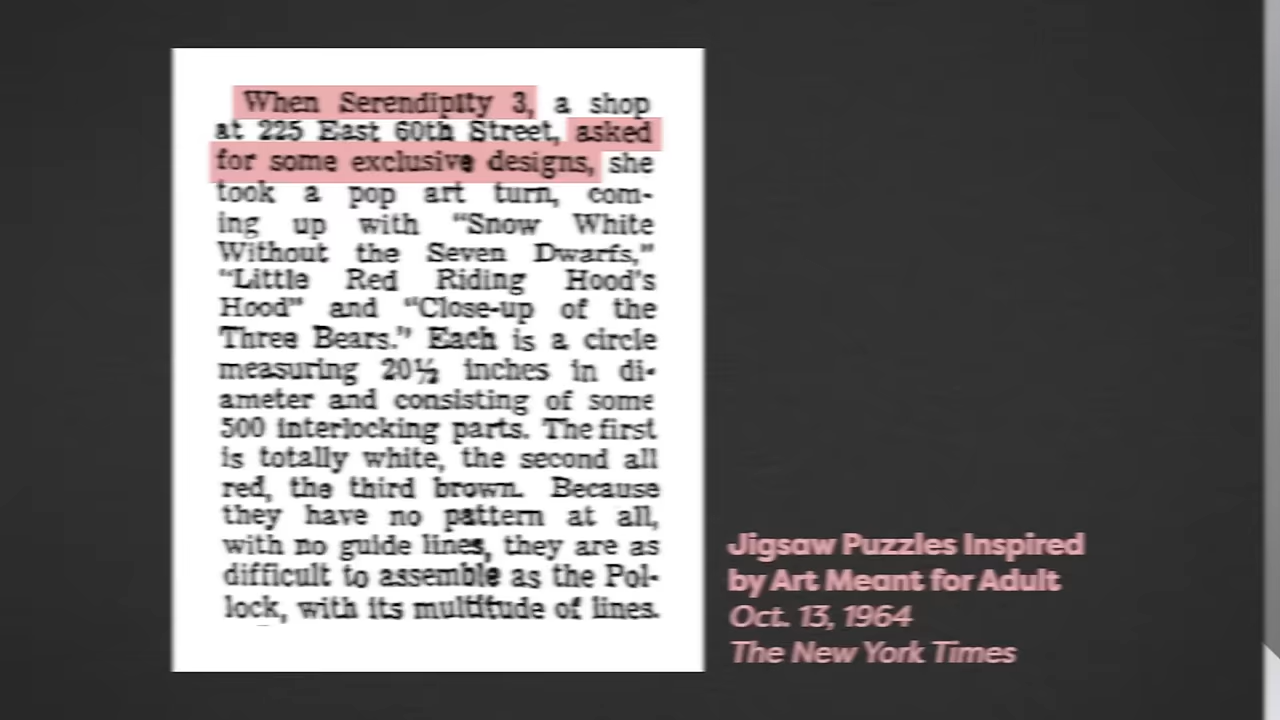 When Serendipity 3, a shop
at 225 East 60th Street, asked
for some exclusive designs, she
took a pop art turn, com-
ing up with “Snow White
Without the Seven Dwarfs,”
“Little Red Riding Hood's
Hood” and “Close-up of the
Three Bears.” Each is a circle
measuring 20½ inches in di-
ameter and consisting of some
500 interlocking parts. The first
is totally white, the second all
red, the third brown. Because
they have no pattern at all,
with no guide lines, they are as
difficult to assemble as the Pol-
lock, with its multitude of lines.
Jigsaw Puzzles Inspired
by Art Meant for Adult
Oct. 13, 1964
The New York Times